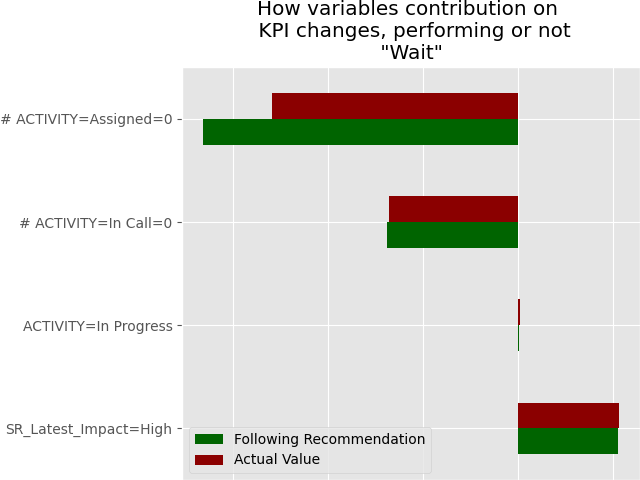 How variables contribution on
KPI changes, performing or not
"Wait"
# ACTIVITY=Assigned=0
# ACTIVITY=In Call=0
ACTIVITY=In Progress
SR_Latest_Impact=High
Following Recommendation
Actual Value